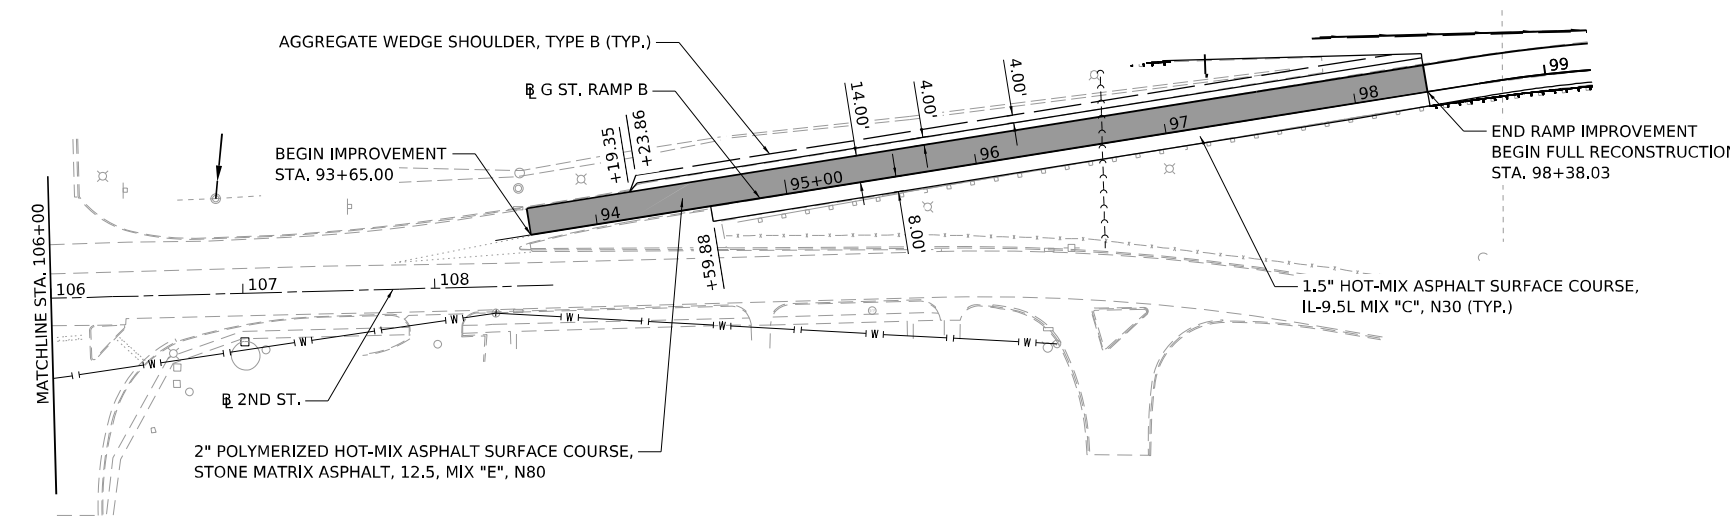 AGGREGATE WEDGE SHOULDER, TYPE B (TYP.)
℄ G ST. RAMP B
BEGIN IMPROVEMENT
STA. 93+65.00
+19.35
+23.86
14.00'
4.00'
4.00'
94
95+00
96
97
98
99
END RAMP IMPROVEMENT
BEGIN FULL RECONSTRUCTION
STA. 98+38.03
8.00'
+59.88
1.5" HOT-MIX ASPHALT SURFACE COURSE,
IL-9.5L MIX "C", N30 (TYP.)
MATCHLINE STA. 106+00
106
107
108
W
W
W
W
W
W
W
℄ 2ND ST.
2" POLYMERIZED HOT-MIX ASPHALT SURFACE COURSE,
STONE MATRIX ASPHALT, 12.5, MIX "E", N80